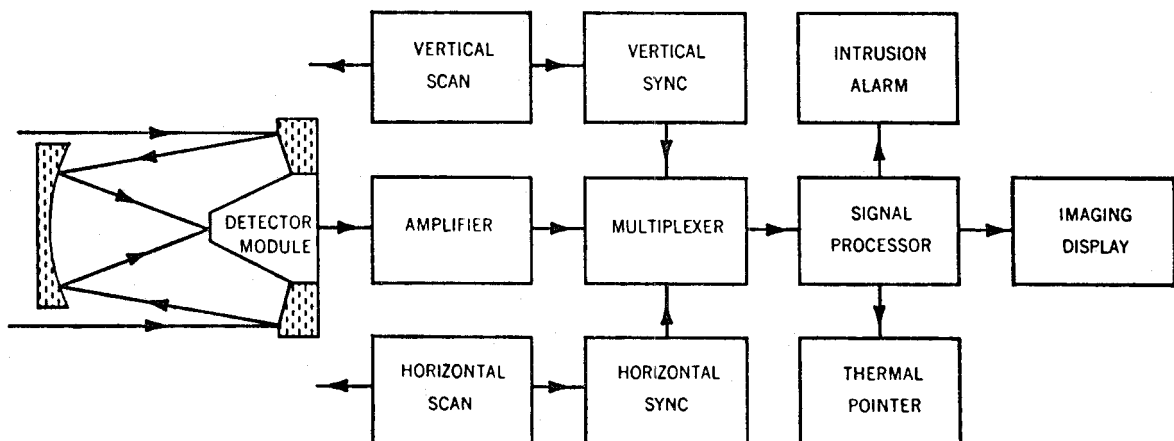 VERTICAL
SCAN
VERTICAL
SYNC
INTRUSION
ALARM
DETECTOR
MODULE
AMPLIFIER
MULTIPLEXER
SIGNAL
PROCESSOR
IMAGING
DISPLAY
HORIZONTAL
SCAN
HORIZONTAL
SYNC
THERMAL
POINTER